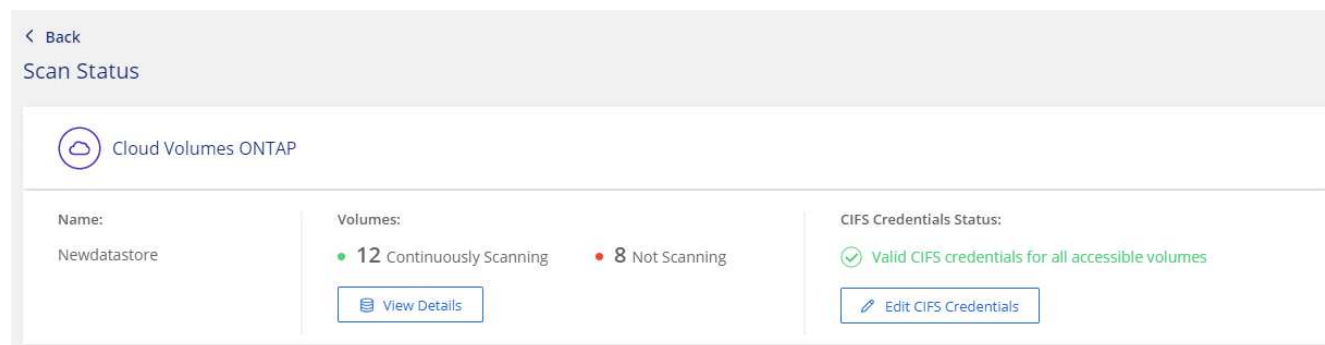 Back
Scan Status
Cloud Volumes ONTAP
Name:
Newdatastore
Volumes:
12 Continuously Scanning
8 Not Scanning
View Details
CIFS Credentials Status:
Valid CIFS credentials for all accessible volumes
Edit CIFS Credentials